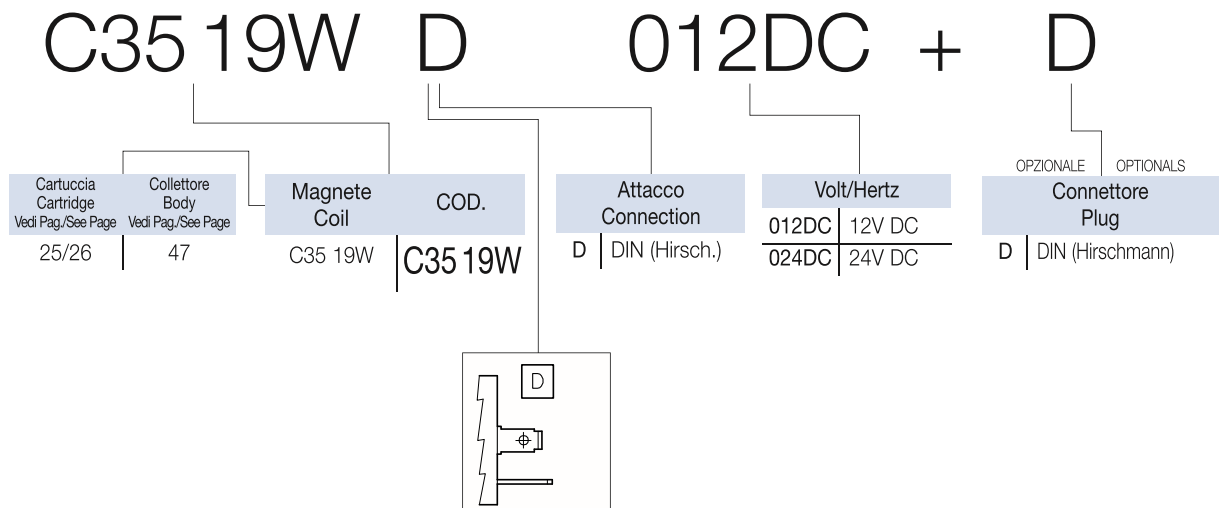 C35 19W D 012DC + D
OPZIONALE OPTIONALS
Cartuccia
Cartridge
Vedi Pag./See Page
25/26
Collettore
Body
Vedi Pag./See Page
47
Magnete
Coil
C35 19W
COD.
C35 19W
Attacco
Connection
D DIN (Hirsch.)
Volt/Hertz
012DC 12V DC
024DC 24V DC
Connettore
Plug
D DIN (Hirschmann)
D